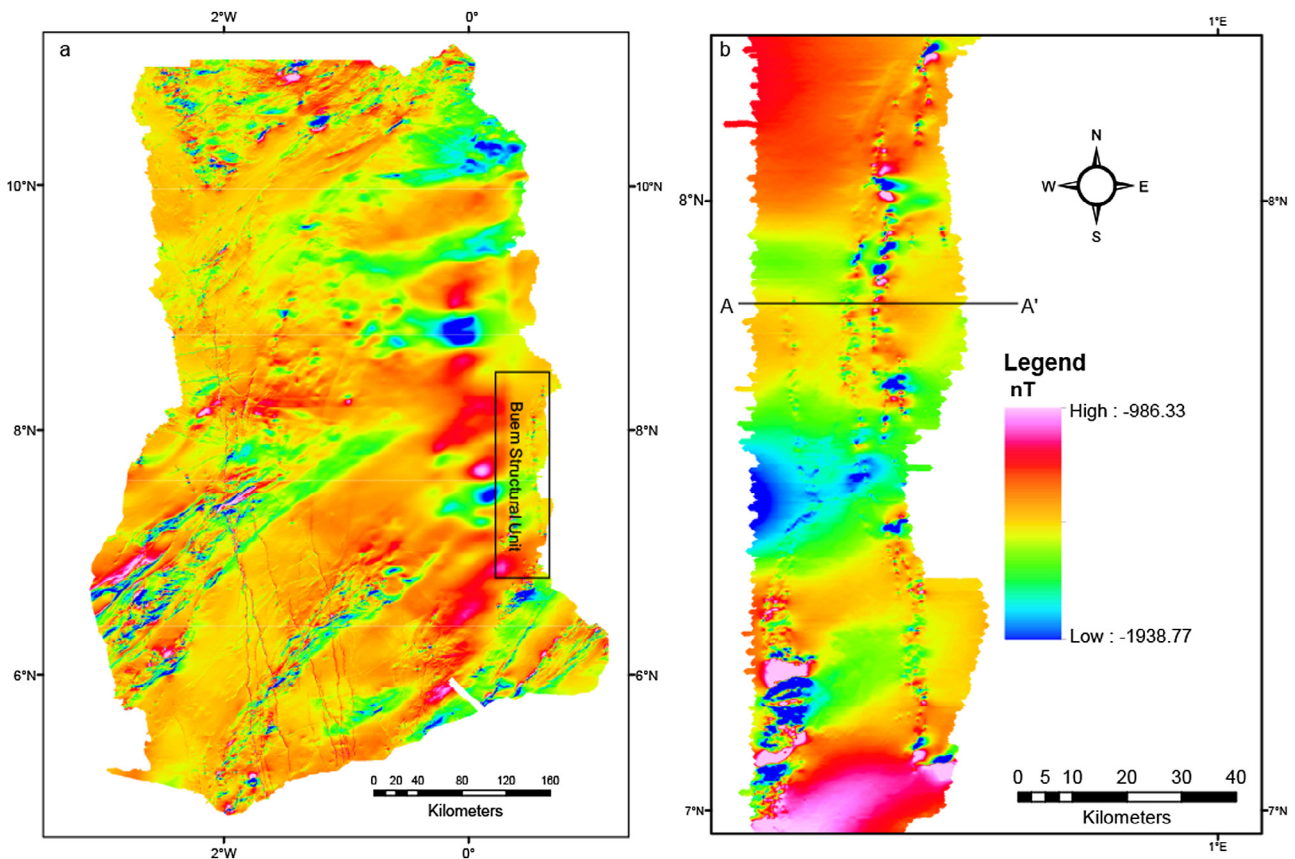 2°W 0°
a
10°N 10°N
8°N 8°N
6°N 6°N
Buem Structural Unit
0 20 40 80 120 160
Kilometers
2°W 0°
1°E
b
N
W E
S
8°N 8°N
A A'
Legend
nT
High : -986.33
Low : -1938.77
0 5 10 20 30 40
Kilometers
7°N 7°N
1°E